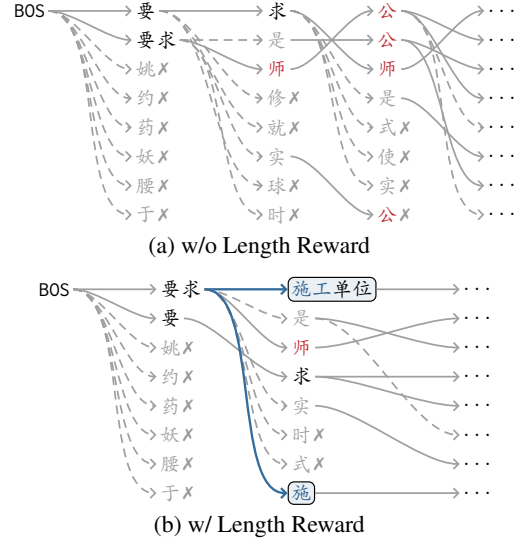 BOS 要 求 公 ···
要求 是 公 ···
姚✗ 师 师 ···
约✗ 修✗ 是 ···
药✗ 就✗ 式✗ ···
妖✗ 实 使 ···
腰✗ 球✗ 实✗ ···
于✗ 时✗ 公✗ ···
(a) w/o Length Reward
BOS 要求 施工单位 ···
要 是 ···
姚✗ 师 ···
约✗ 求 ···
药✗ 实 ···
妖✗ 时✗ ···
腰✗ 式✗ ···
于✗ 施 ···
(b) w/ Length Reward